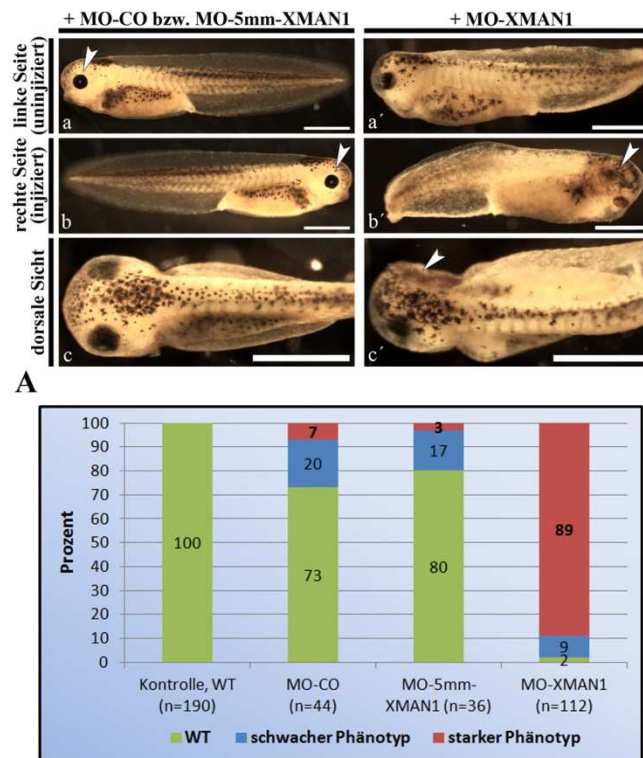 + MO-CO bzw. MO-5mm-XMAN1
+ MO-XMAN1
linke Seite
(uninjiziert)
a
a´
rechte Seite
(injiziert)
b
b´
dorsale Sicht
c
c´
A
Prozent
100
90
80
70
60
50
40
30
20
10
0
100
7
20
73
3
17
80
89
9
2
Kontrolle, WT
(n=190)
MO-CO
(n=44)
MO-5mm-
XMAN1 (n=36)
MO-XMAN1
(n=112)
WT
schwacher Phänotyp
starker Phänotyp